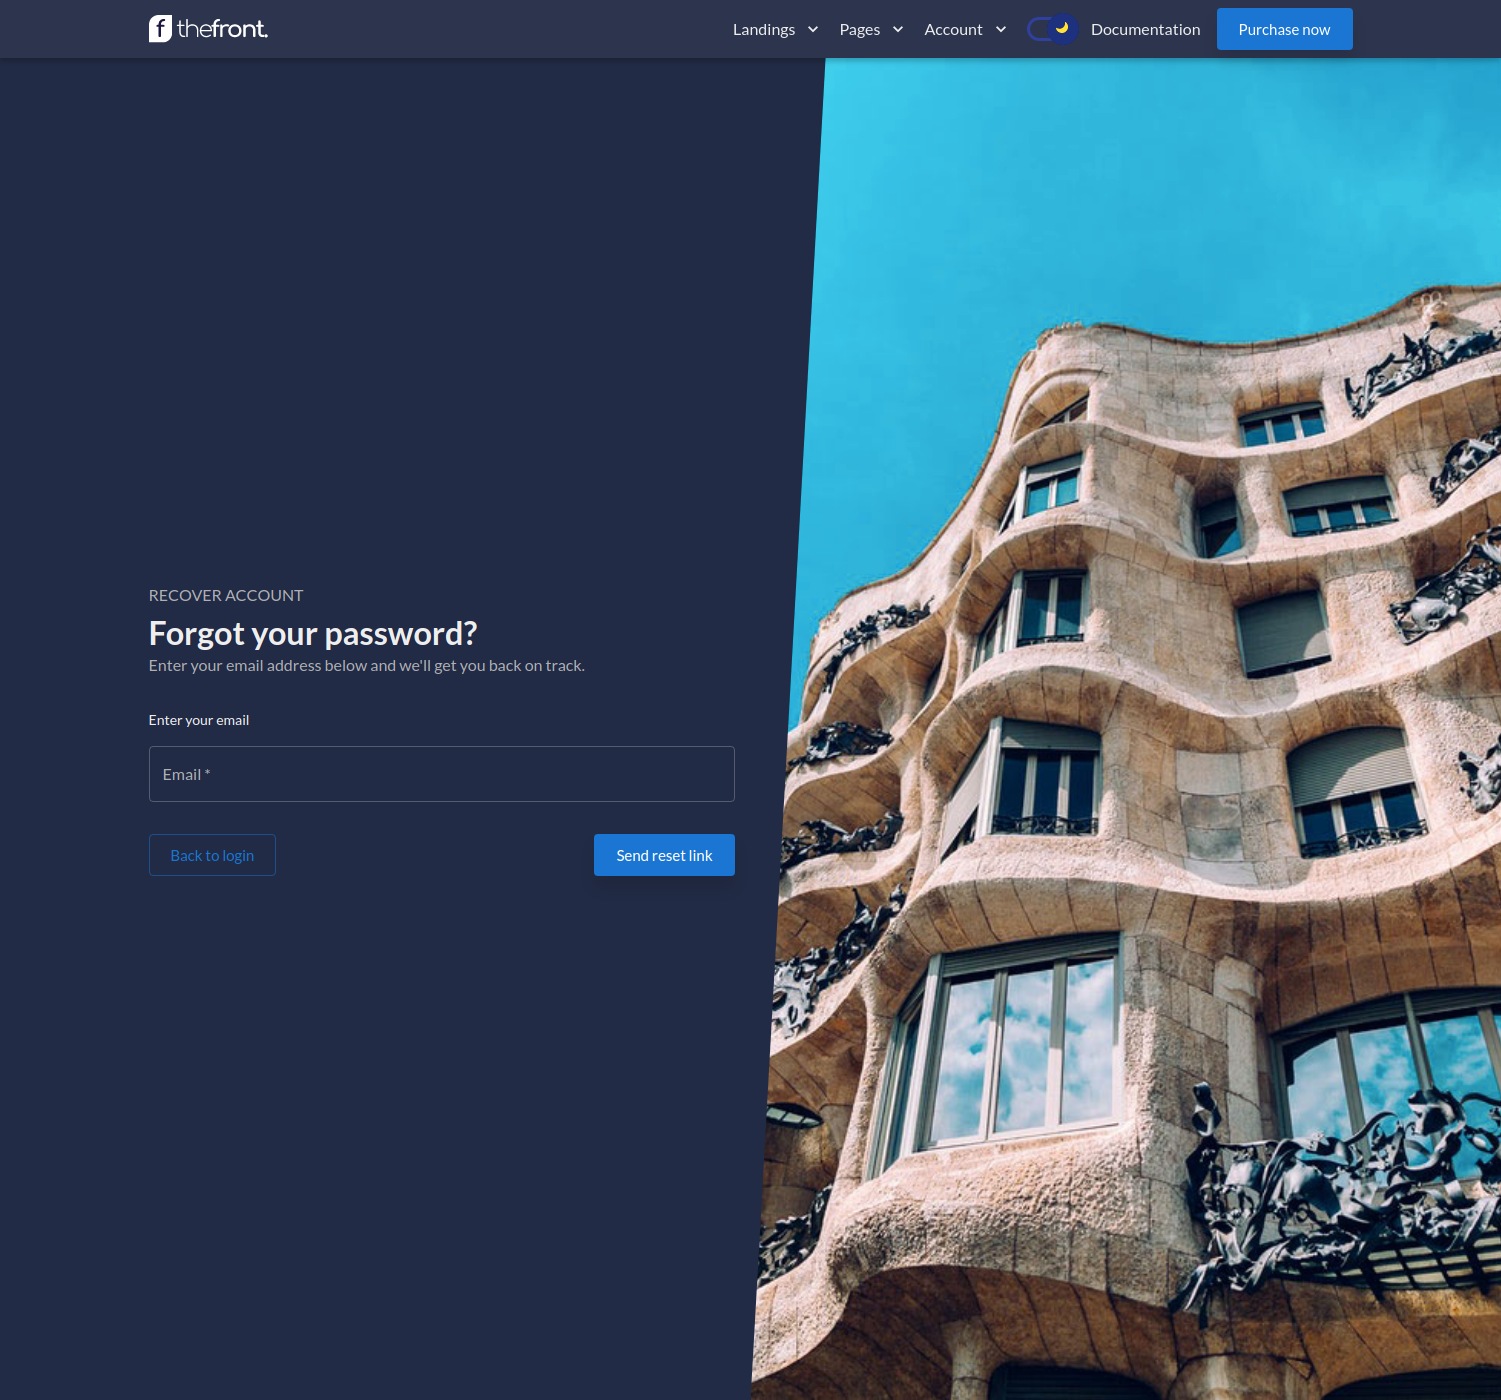 thefront.
Landings
Pages
Account
Documentation
Purchase now
RECOVER ACCOUNT
Forgot your password?
Enter your email address below and we'll get you back on track.
Enter your email
Email *
Back to login
Send reset link